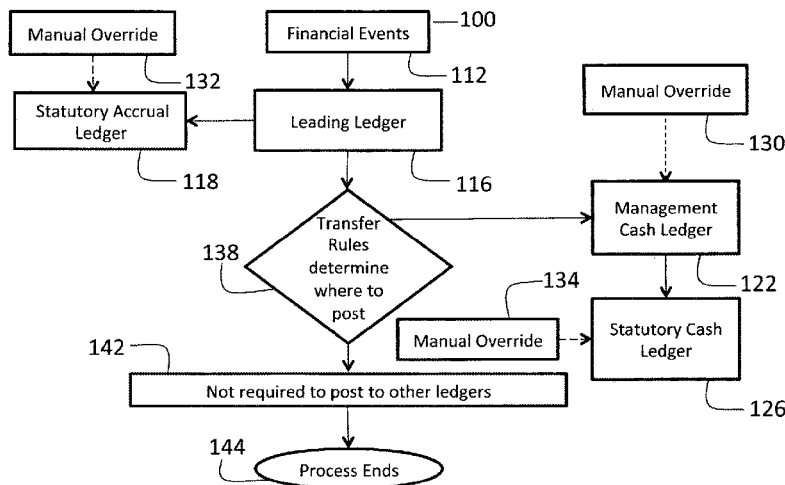 Manual Override
Financial Events
100
132
112
Statutory Accrual
Ledger
Leading Ledger
Manual Override
118
116
130
Transfer
Rules
determine
where to
post
138
Management
Cash Ledger
122
134
Manual Override
Statutory Cash
Ledger
142
Not required to post to other ledgers
126
144
Process Ends